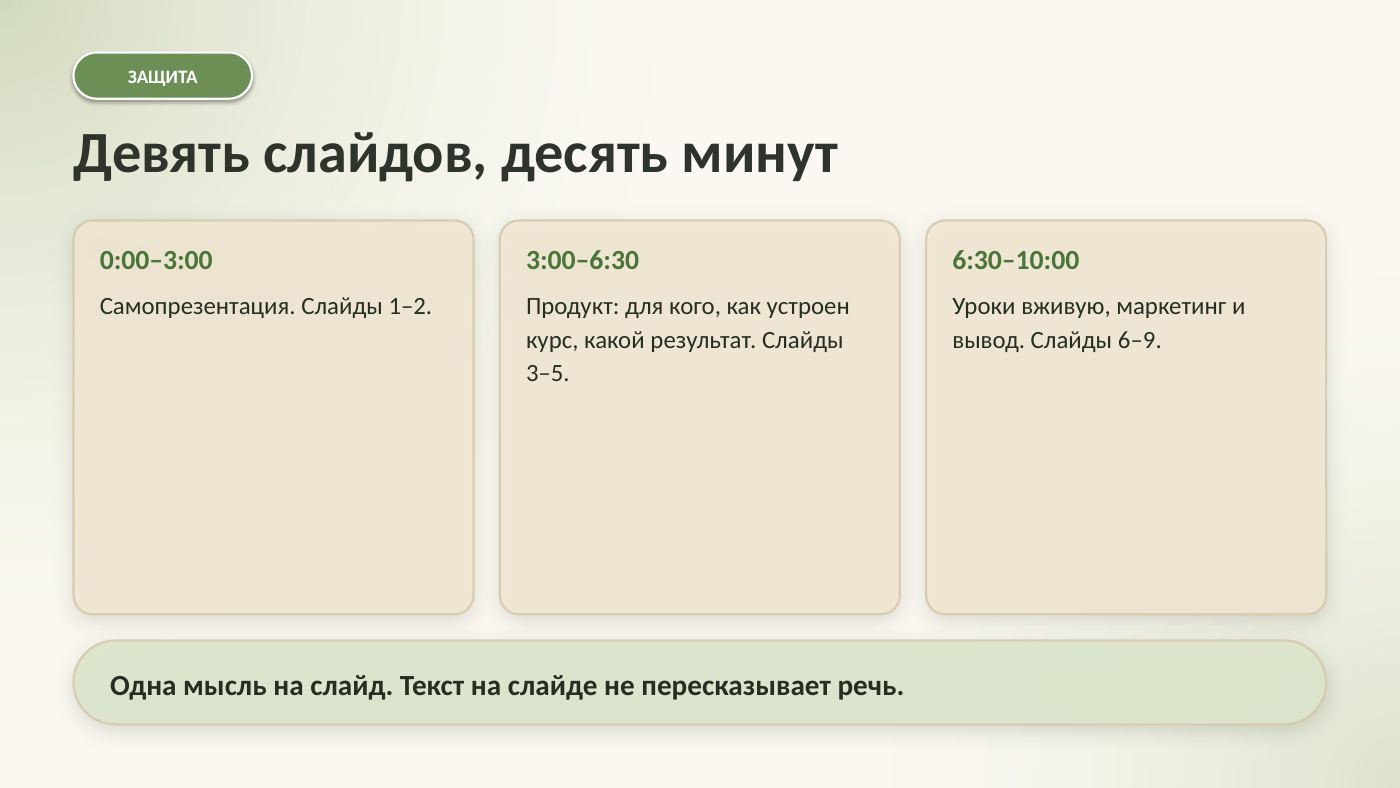 ЗАЩИТА
Девять слайдов, десять минут
0:00–3:00
Самопрезентация. Слайды 1–2.
3:00–6:30
Продукт: для кого, как устроен
курс, какой результат. Слайды
3–5.
6:30–10:00
Уроки вживую, маркетинг и
вывод. Слайды 6–9.
Одна мысль на слайд. Текст на слайде не пересказывает речь.